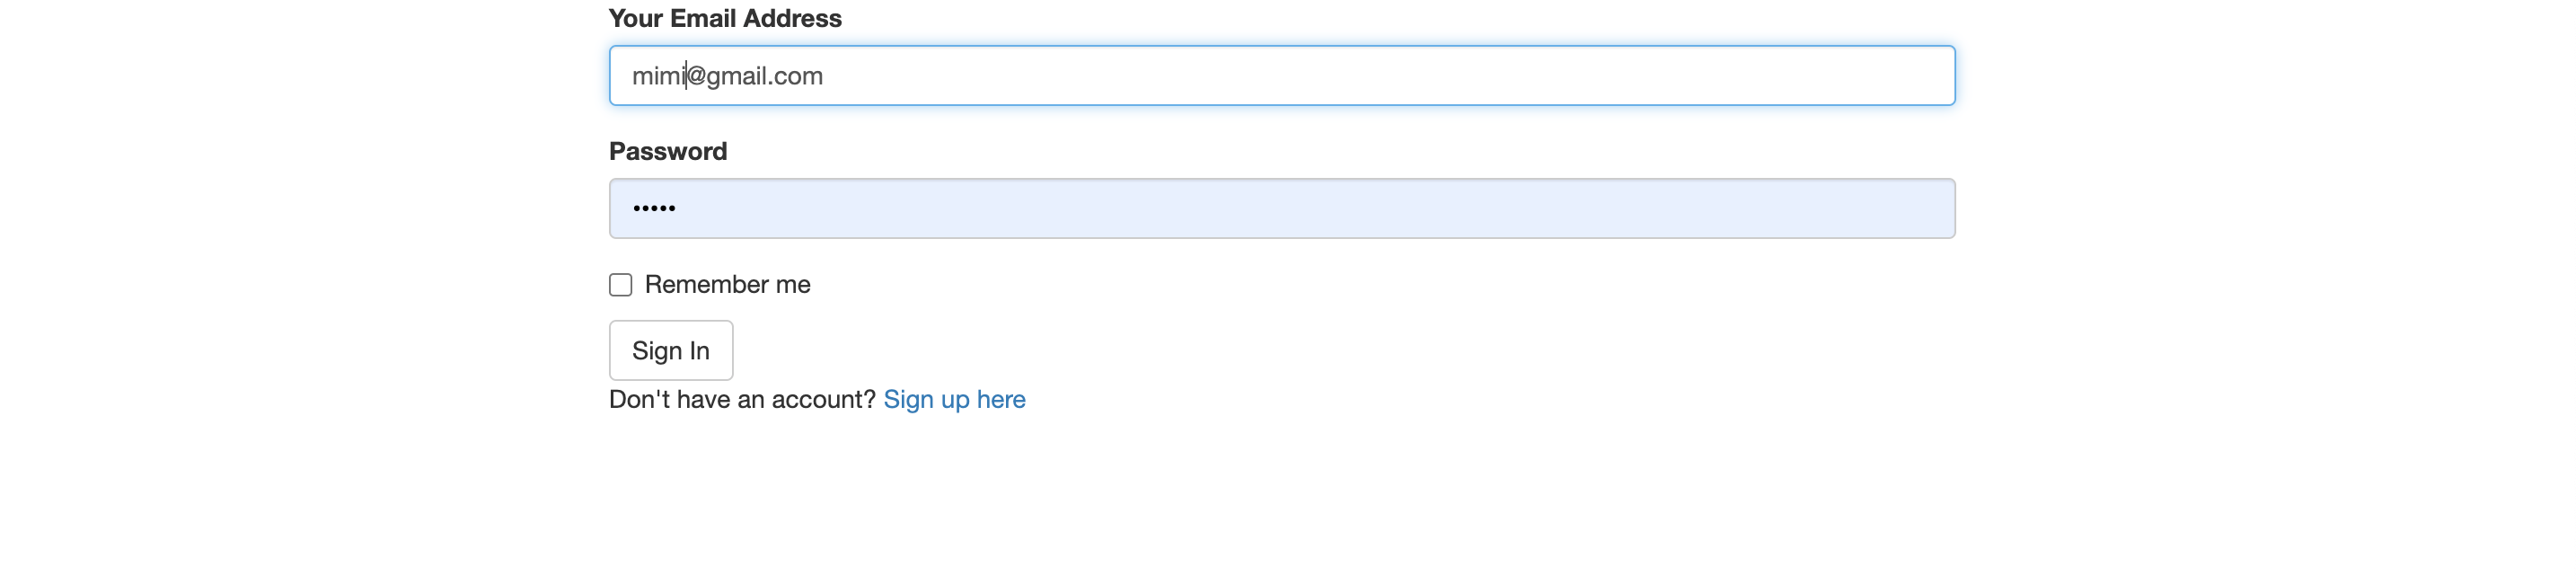 Your Email Address
mimi@gmail.com
Password
•••••
Remember me
Sign In
Don't have an account? Sign up here